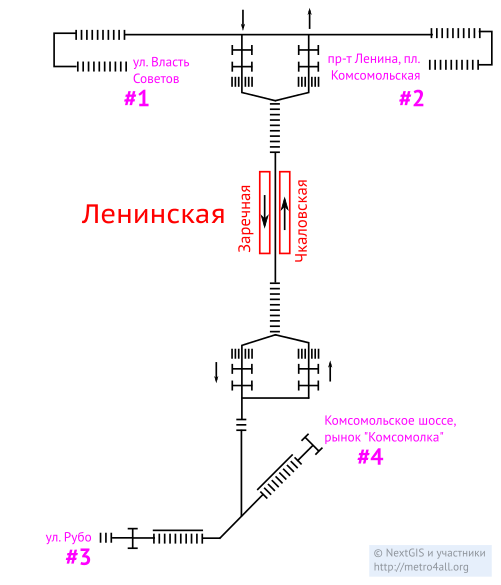 ул. Власть
Советов
#1
пр-т Ленина, пл.
Комсомольская
#2
Ленинская
Заречная
Чкаловская
Комсомольское шоссе,
рынок "Комсомолка"
#4
ул. Рубо
#3
© NextGIS и участники
http://metro4all.org